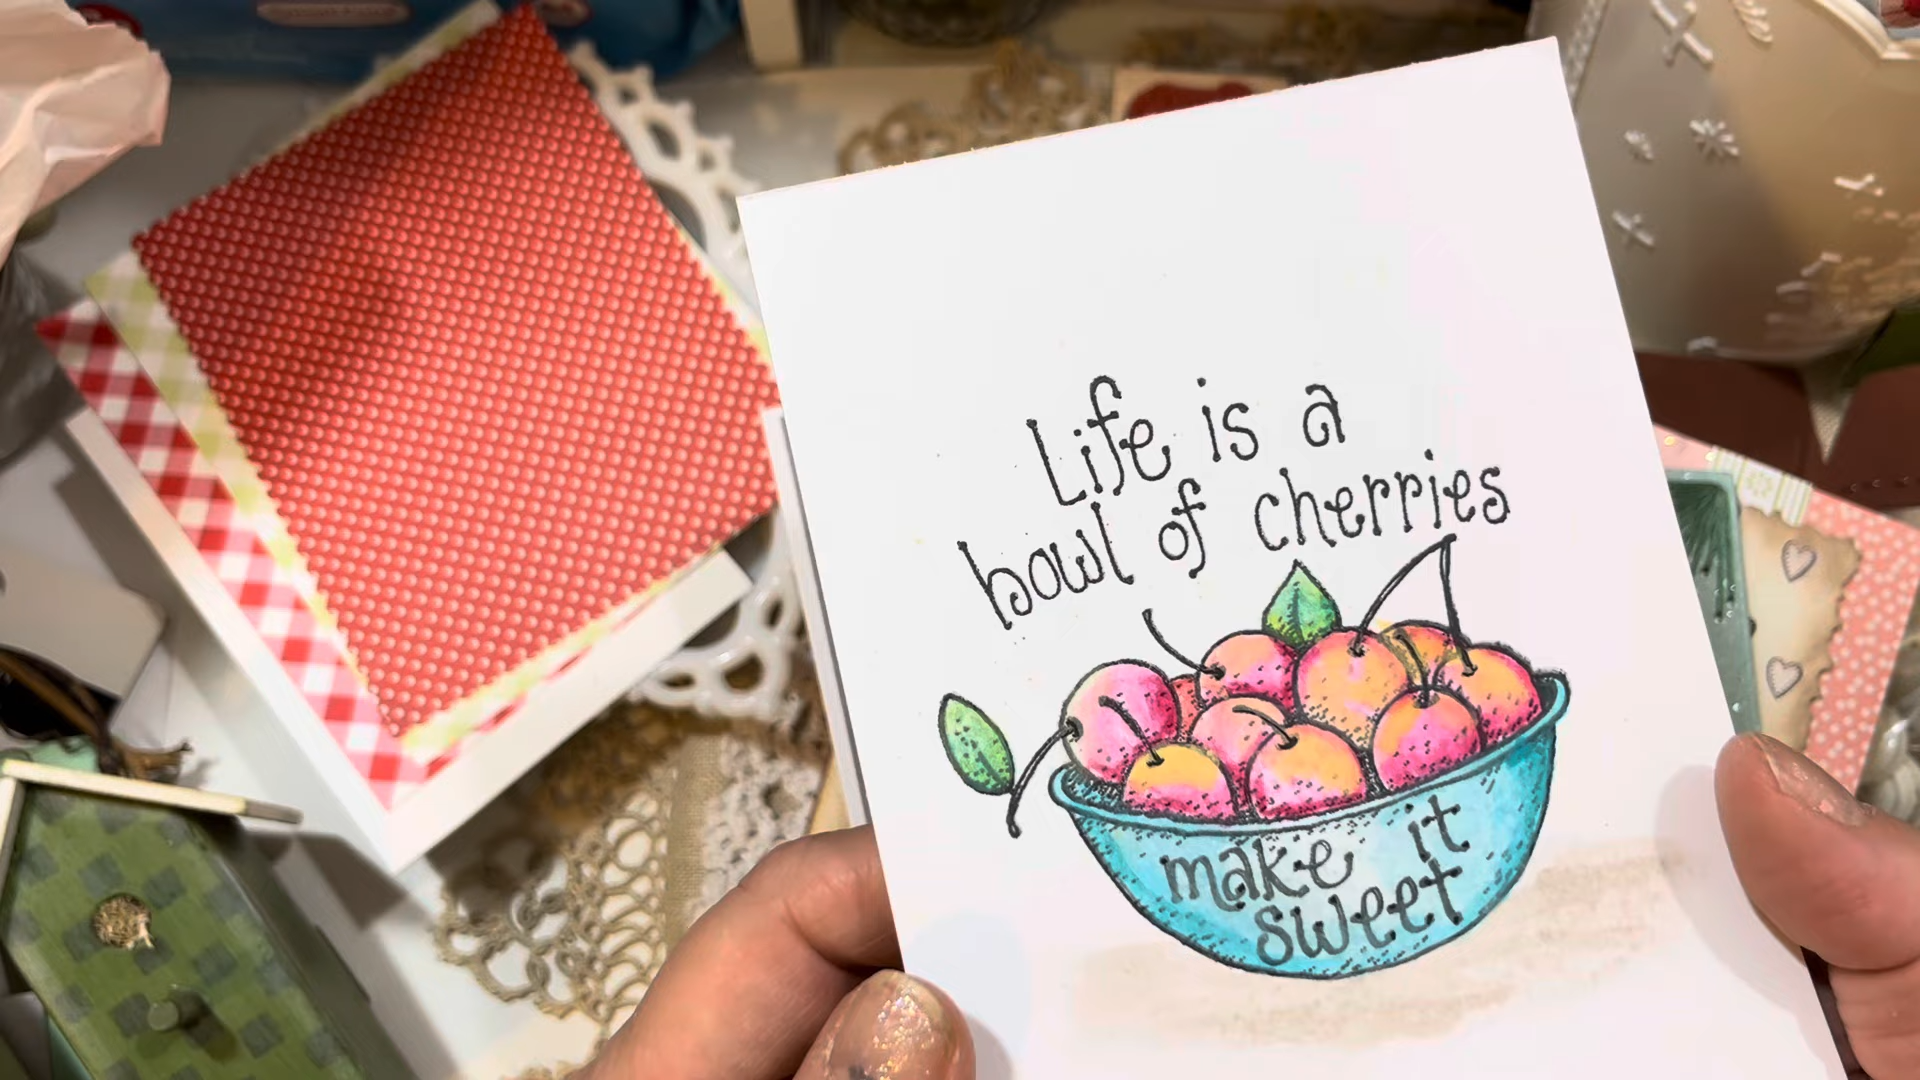 Life is a
bowl of cherries
make it
sweet